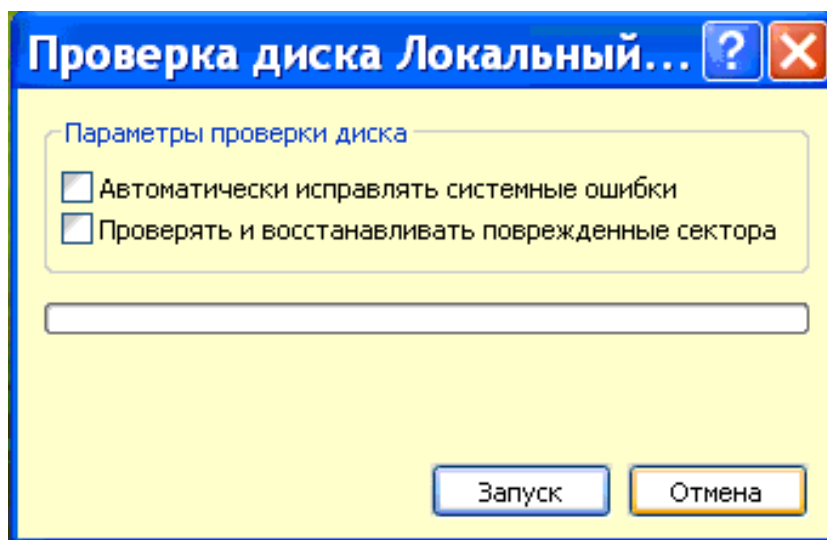 Проверка диска Локальный...
Параметры проверки диска
Автоматически исправлять системные ошибки
Проверять и восстанавливать поврежденные сектора
Запуск Отмена